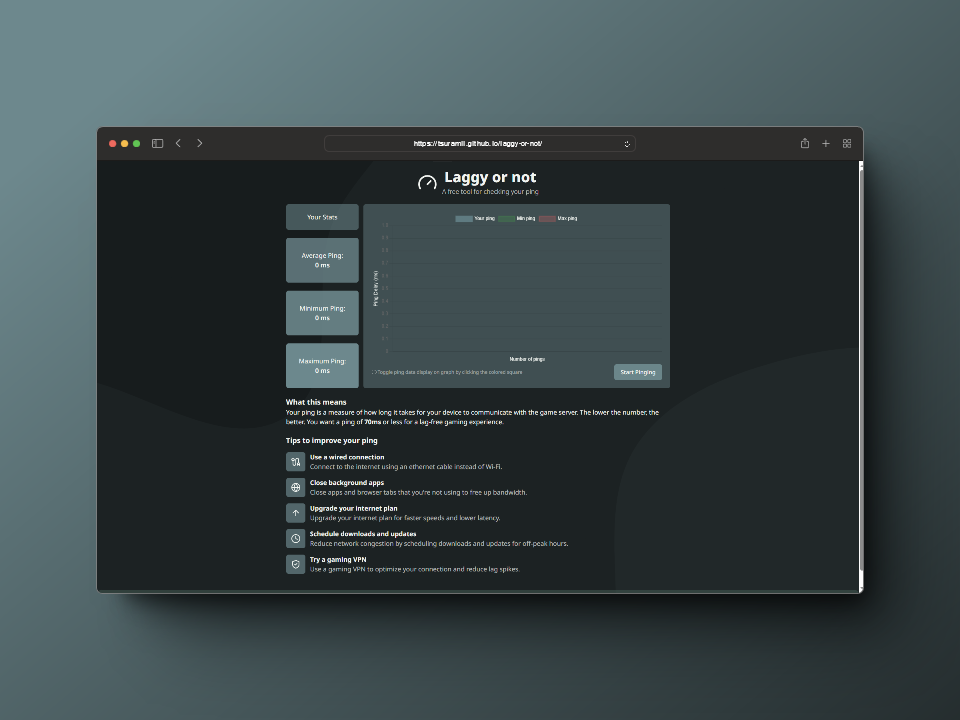 https://tsuramii.github.io/laggy-or-not/
Laggy or not
A free tool for checking your ping
Your Stats
Average Ping:
0 ms
Minimum Ping:
0 ms
Maximum Ping:
0 ms
Your ping Min ping Max ping
Ping Delay (ms)
1.0
0.9
0.8
0.7
0.6
0.5
0.4
0.3
0.2
0.1
0
Number of pings
Toggle ping data display on graph by clicking the colored square
Start Pinging
What this means
Your ping is a measure of how long it takes for your device to communicate with the game server. The lower the number, the
better. You want a ping of 70ms or less for a lag-free gaming experience.
Tips to improve your ping
Use a wired connection
Connect to the internet using an ethernet cable instead of Wi-Fi.
Close background apps
Close apps and browser tabs that you're not using to free up bandwidth.
Upgrade your internet plan
Upgrade your internet plan for faster speeds and lower latency.
Schedule downloads and updates
Reduce network congestion by scheduling downloads and updates for off-peak hours.
Try a gaming VPN
Use a gaming VPN to optimize your connection and reduce lag spikes.